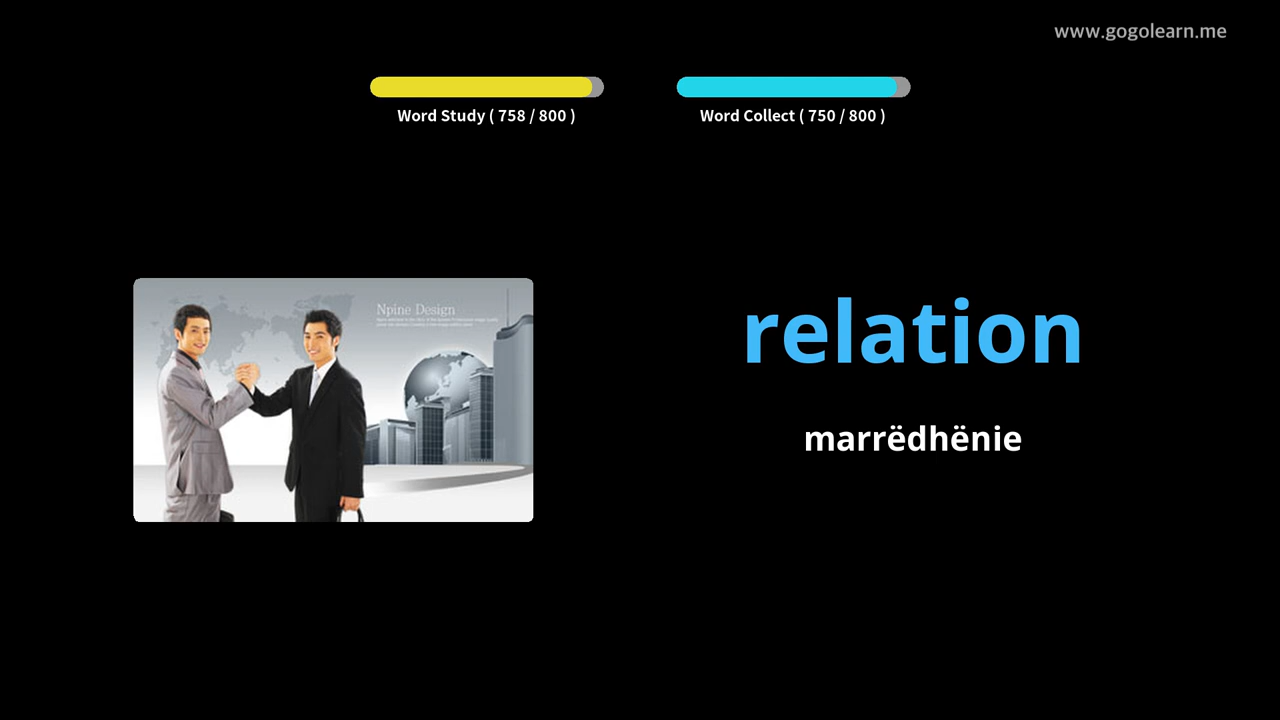 www.gogolearn.me
Word Study ( 758 / 800 )
Word Collect ( 750 / 800 )
Npine Design
relation
marrëdhënie